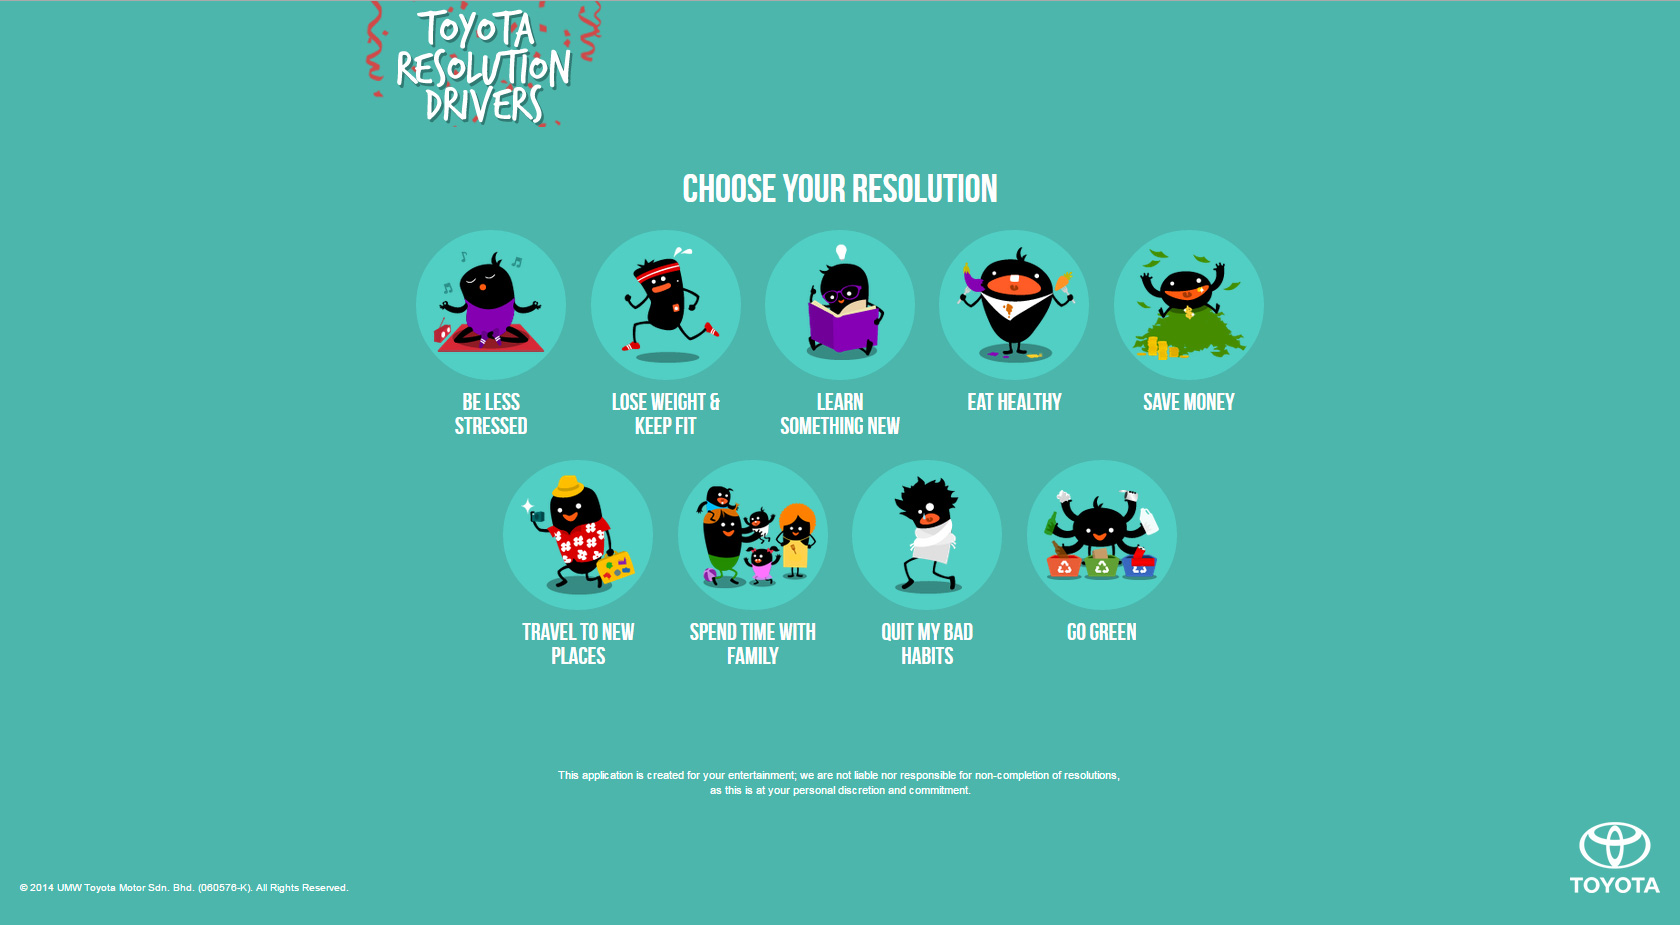 TOYOTA
RESOLUTION
DRIVERS
CHOOSE YOUR RESOLUTION
BE LESS
STRESSED
LOSE WEIGHT &
KEEP FIT
LEARN
SOMETHING NEW
EAT HEALTHY
SAVE MONEY
TRAVEL TO NEW
PLACES
SPEND TIME WITH
FAMILY
QUIT MY BAD
HABITS
GO GREEN
This application is created for your entertainment; we are not liable nor responsible for non-completion of resolutions,
as this is at your personal discretion and commitment.
© 2014 UMW Toyota Motor Sdn. Bhd. (060576-K). All Rights Reserved.
TOYOTA